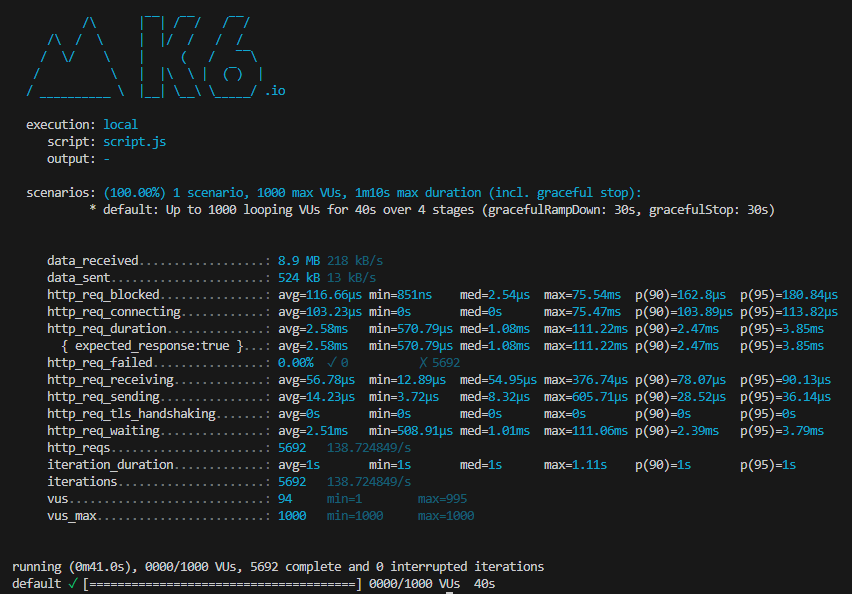 .io
execution: local
script: script.js
output: -
scenarios: (100.00%) 1 scenario, 1000 max VUs, 1m10s max duration (incl. graceful stop):
* default: Up to 1000 looping VUs for 40s over 4 stages (gracefulRampDown: 30s, gracefulStop: 30s)
data_received..................: 8.9 MB 218 kB/s
data_sent......................: 524 kB 13 kB/s
http_req_blocked...............: avg=116.66µs min=851ns med=2.54µs max=75.54ms p(90)=162.8µs p(95)=180.84µs
http_req_connecting............: avg=103.23µs min=0s med=0s max=75.47ms p(90)=103.89µs p(95)=113.82µs
http_req_duration..............: avg=2.58ms min=570.79µs med=1.08ms max=111.22ms p(90)=2.47ms p(95)=3.85ms
{ expected_response:true }...: avg=2.58ms min=570.79µs med=1.08ms max=111.22ms p(90)=2.47ms p(95)=3.85ms
http_req_failed................: 0.00% ✓ 0 ✗ 5692
http_req_receiving.............: avg=56.78µs min=12.89µs med=54.95µs max=376.74µs p(90)=78.07µs p(95)=90.13µs
http_req_sending...............: avg=14.23µs min=3.72µs med=8.32µs max=605.71µs p(90)=28.52µs p(95)=36.14µs
http_req_tls_handshaking.......: avg=0s min=0s med=0s max=0s p(90)=0s p(95)=0s
http_req_waiting...............: avg=2.51ms min=508.91µs med=1.01ms max=111.06ms p(90)=2.39ms p(95)=3.79ms
http_reqs......................: 5692 138.724849/s
iteration_duration.............: avg=1s min=1s med=1s max=1.11s p(90)=1s p(95)=1s
iterations.....................: 5692 138.724849/s
vus............................: 94 min=1 max=995
vus_max........................: 1000 min=1000 max=1000
running (0m41.0s), 0000/1000 VUs, 5692 complete and 0 interrupted iterations
default ✓ [======================================] 0000/1000 VUs 40s